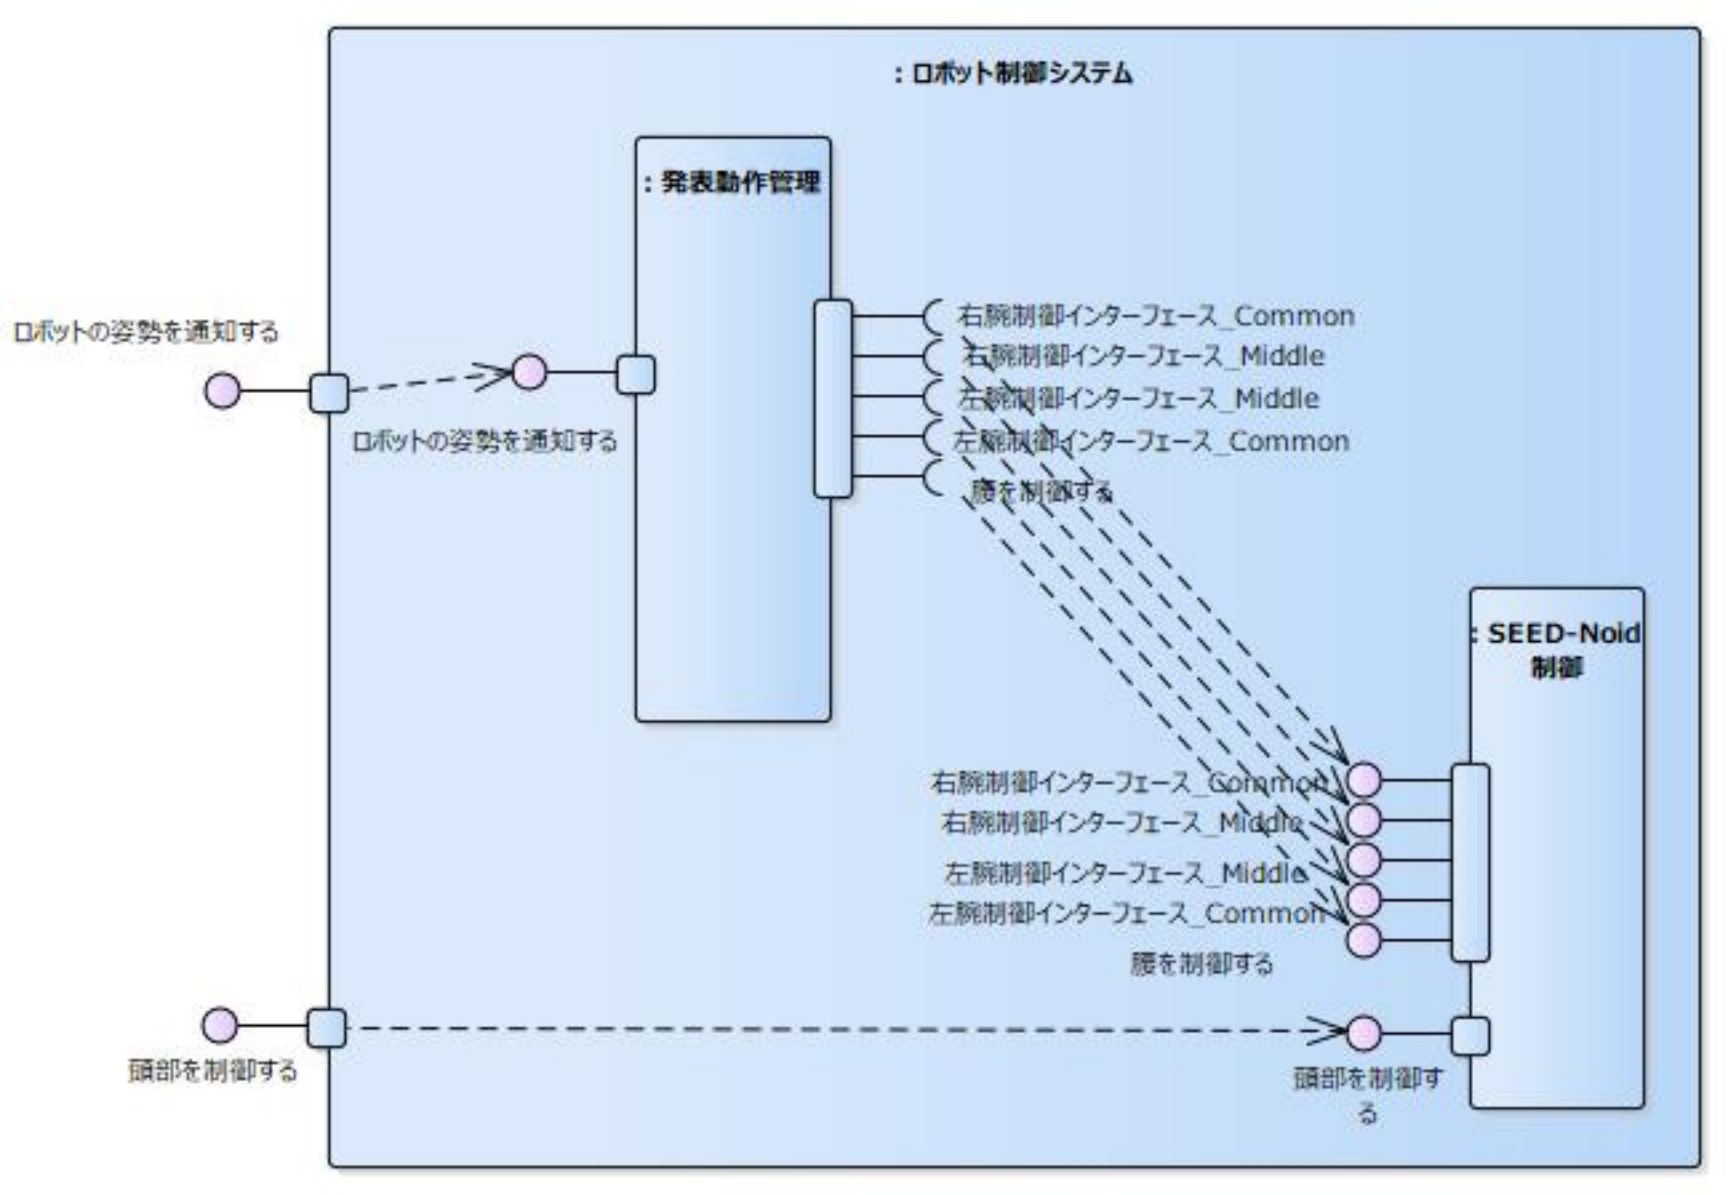 : ロボット制御システム
: 発表動作管理
ロボットの姿勢を通知する
ロボットの姿勢を通知する
右腕制御インターフェース_Common
右腕制御インターフェース_Middle
左腕制御インターフェース_Middle
左腕制御インターフェース_Common
腰を制御する
: SEED-Noid
制御
右腕制御インターフェース_Common
右腕制御インターフェース_Middle
左腕制御インターフェース_Middle
左腕制御インターフェース_Common
腰を制御する
頭部を制御する
頭部を制御す
る